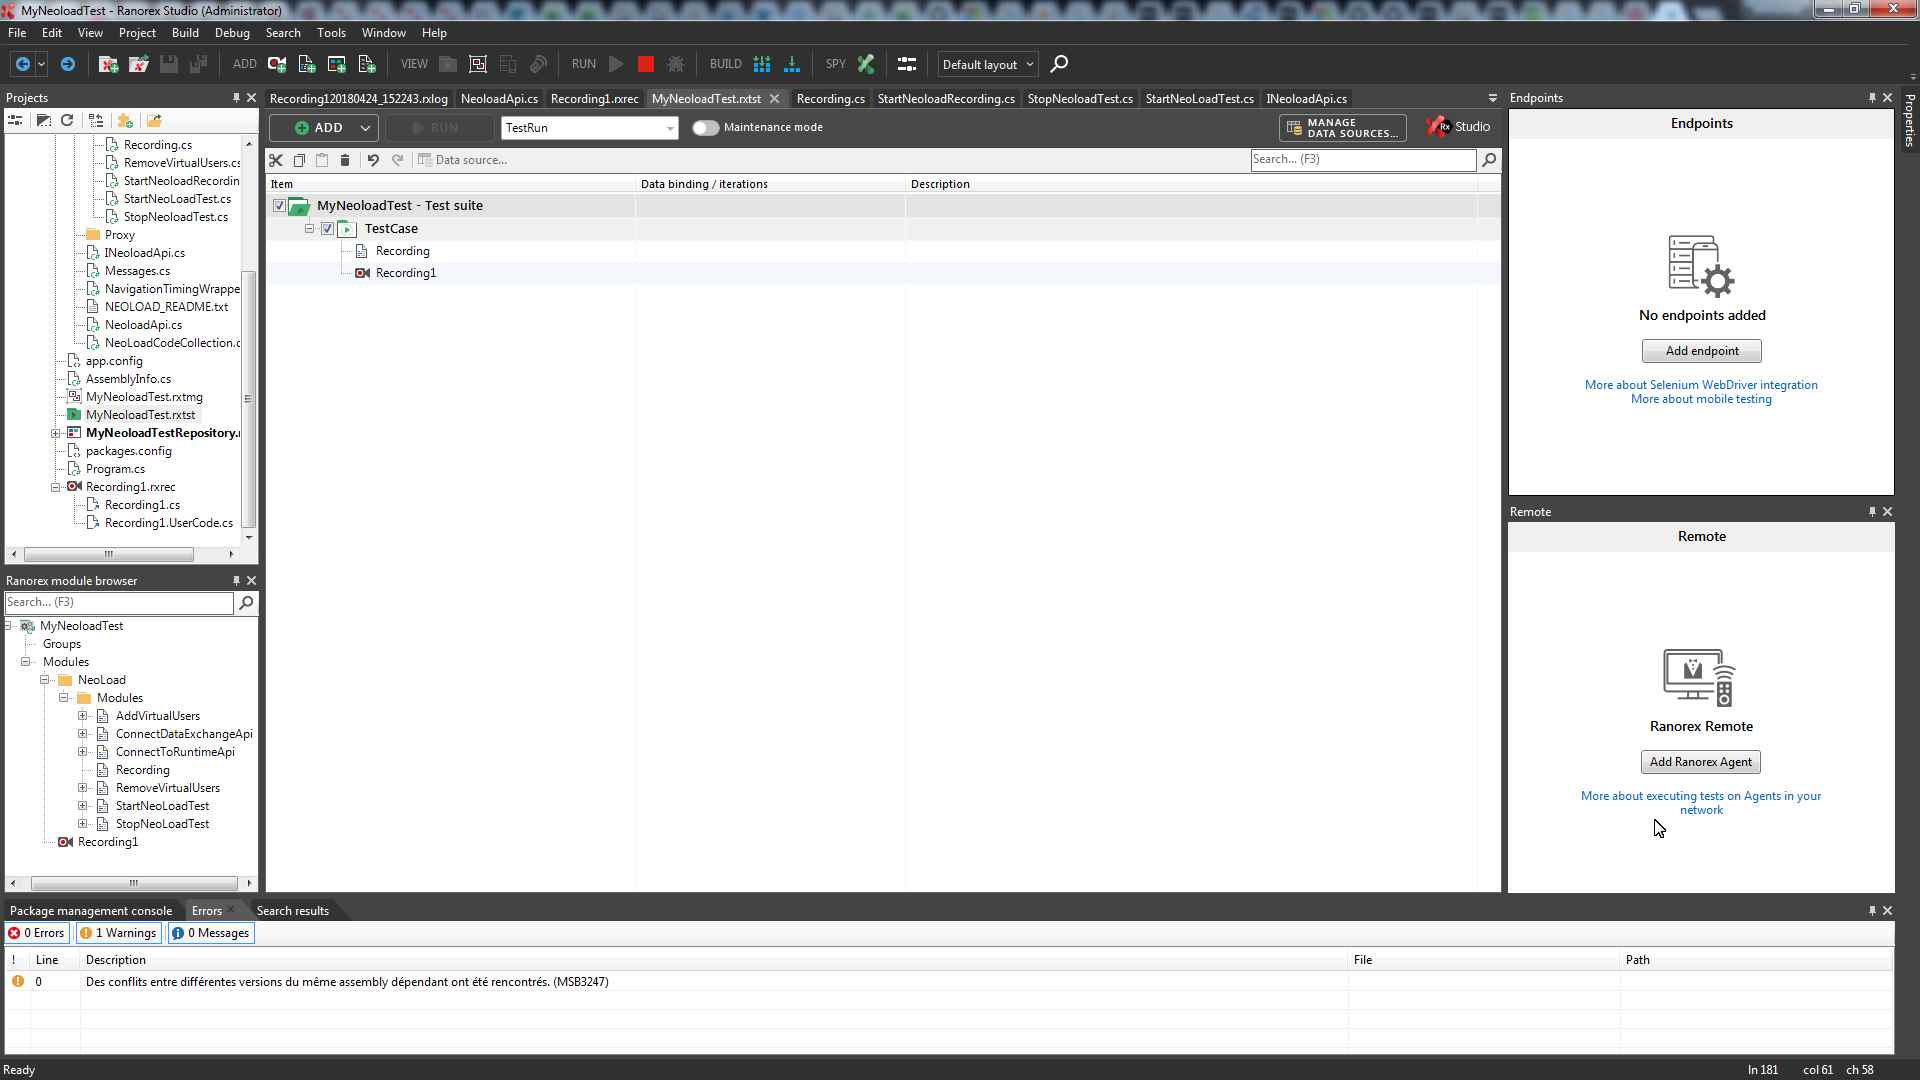 MyNeoloadTest - Ranorex Studio (Administrator)
File Edit View Project Build Debug Search Tools Window Help
ADD VIEW RUN BUILD SPY Default layout
Projects
Recording.cs
RemoveVirtualUsers.cs
StartNeoloadRecordin
StartNeoLoadTest.cs
StopNeoloadTest.cs
Proxy
INeoloadApi.cs
Messages.cs
NavigationTimingWrappe
NEOLOAD_README.txt
NeoloadApi.cs
NeoLoadCodeCollection.c
app.config
AssemblyInfo.cs
MyNeoloadTest.rxtmg
MyNeoloadTest.rxtst
MyNeoloadTestRepository.r
packages.config
Program.cs
Recording1.rxrec
Recording1.cs
Recording1.UserCode.cs
Ranorex module browser
Search... (F3)
MyNeoloadTest
Groups
Modules
NeoLoad
Modules
AddVirtualUsers
ConnectDataExchangeApi
ConnectToRuntimeApi
Recording
RemoveVirtualUsers
StartNeoLoadTest
StopNeoLoadTest
Recording1
Recording120180424_152243.rxlog NeoloadApi.cs Recording1.rxrec MyNeoloadTest.rxtst Recording.cs StartNeoloadRecording.cs StopNeoloadTest.cs StartNeoLoadTest.cs INeoloadApi.cs
ADD RUN TestRun Maintenance mode MANAGE DATA SOURCES... Rx Studio
Data source... Search... (F3)
Item Data binding / iterations Description
MyNeoloadTest - Test suite
TestCase
Recording
Recording1
Endpoints
Endpoints
No endpoints added
Add endpoint
More about Selenium WebDriver integration
More about mobile testing
Remote
Remote
Ranorex Remote
Add Ranorex Agent
More about executing tests on Agents in your
network
Properties
Package management console Errors Search results
0 Errors 1 Warnings 0 Messages
! Line Description File Path
0 Des conflits entre différentes versions du même assembly dépendant ont été rencontrés. (MSB3247)
Ready ln 181 col 61 ch 58